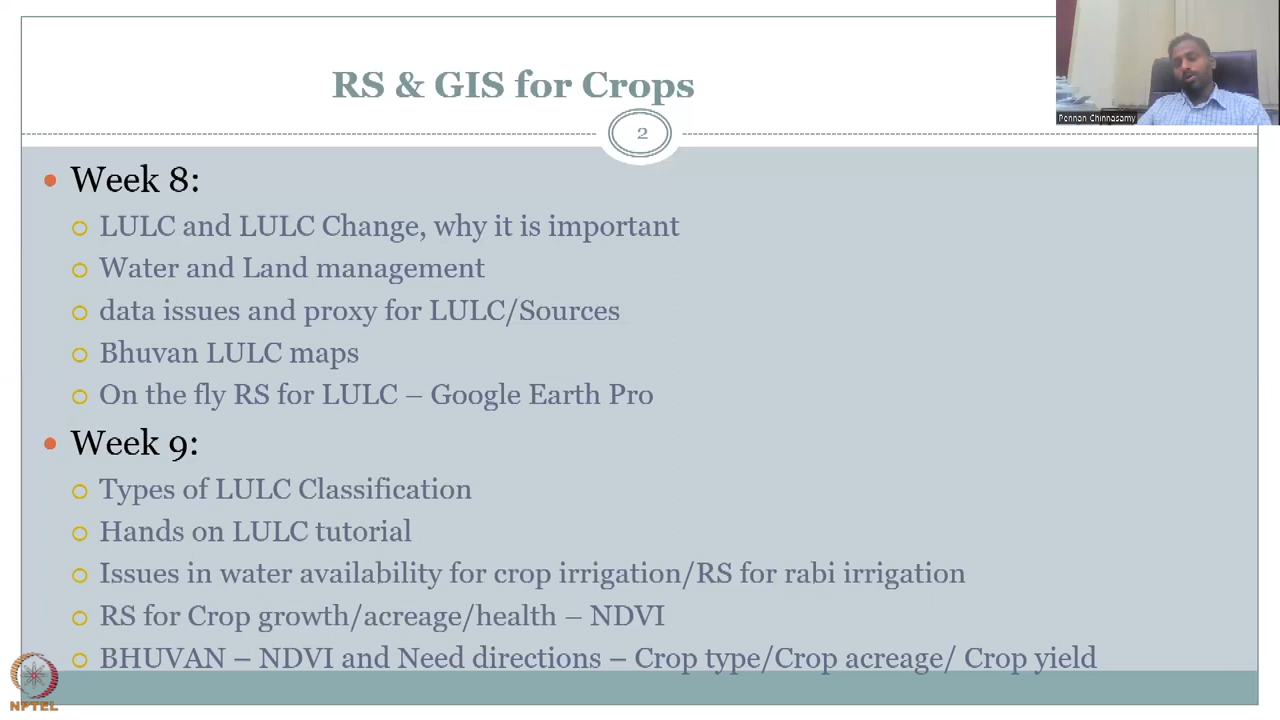 RS & GIS for Crops
Pennan Chinnasamy
2
Week 8:
LULC and LULC Change, why it is important
Water and Land management
data issues and proxy for LULC/Sources
Bhuvan LULC maps
On the fly RS for LULC – Google Earth Pro
Week 9:
Types of LULC Classification
Hands on LULC tutorial
Issues in water availability for crop irrigation/RS for rabi irrigation
RS for Crop growth/acreage/health – NDVI
BHUVAN – NDVI and Need directions – Crop type/Crop acreage/ Crop yield
NPTEL